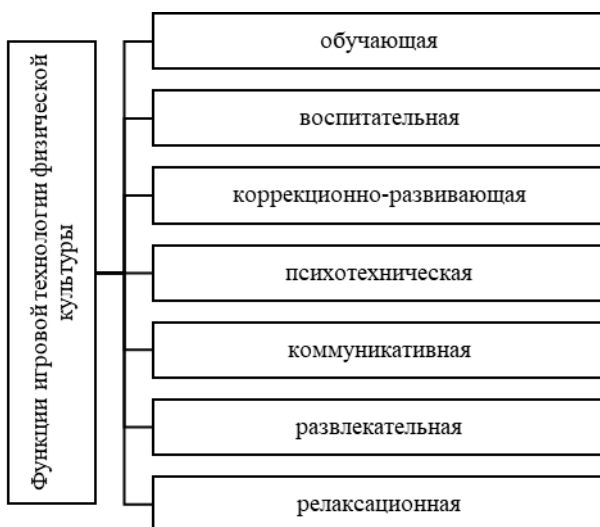 Функции игровой технологии физической
культуры
обучающая
воспитательная
коррекционно-развивающая
психотехническая
коммуникативная
развлекательная
релаксационная